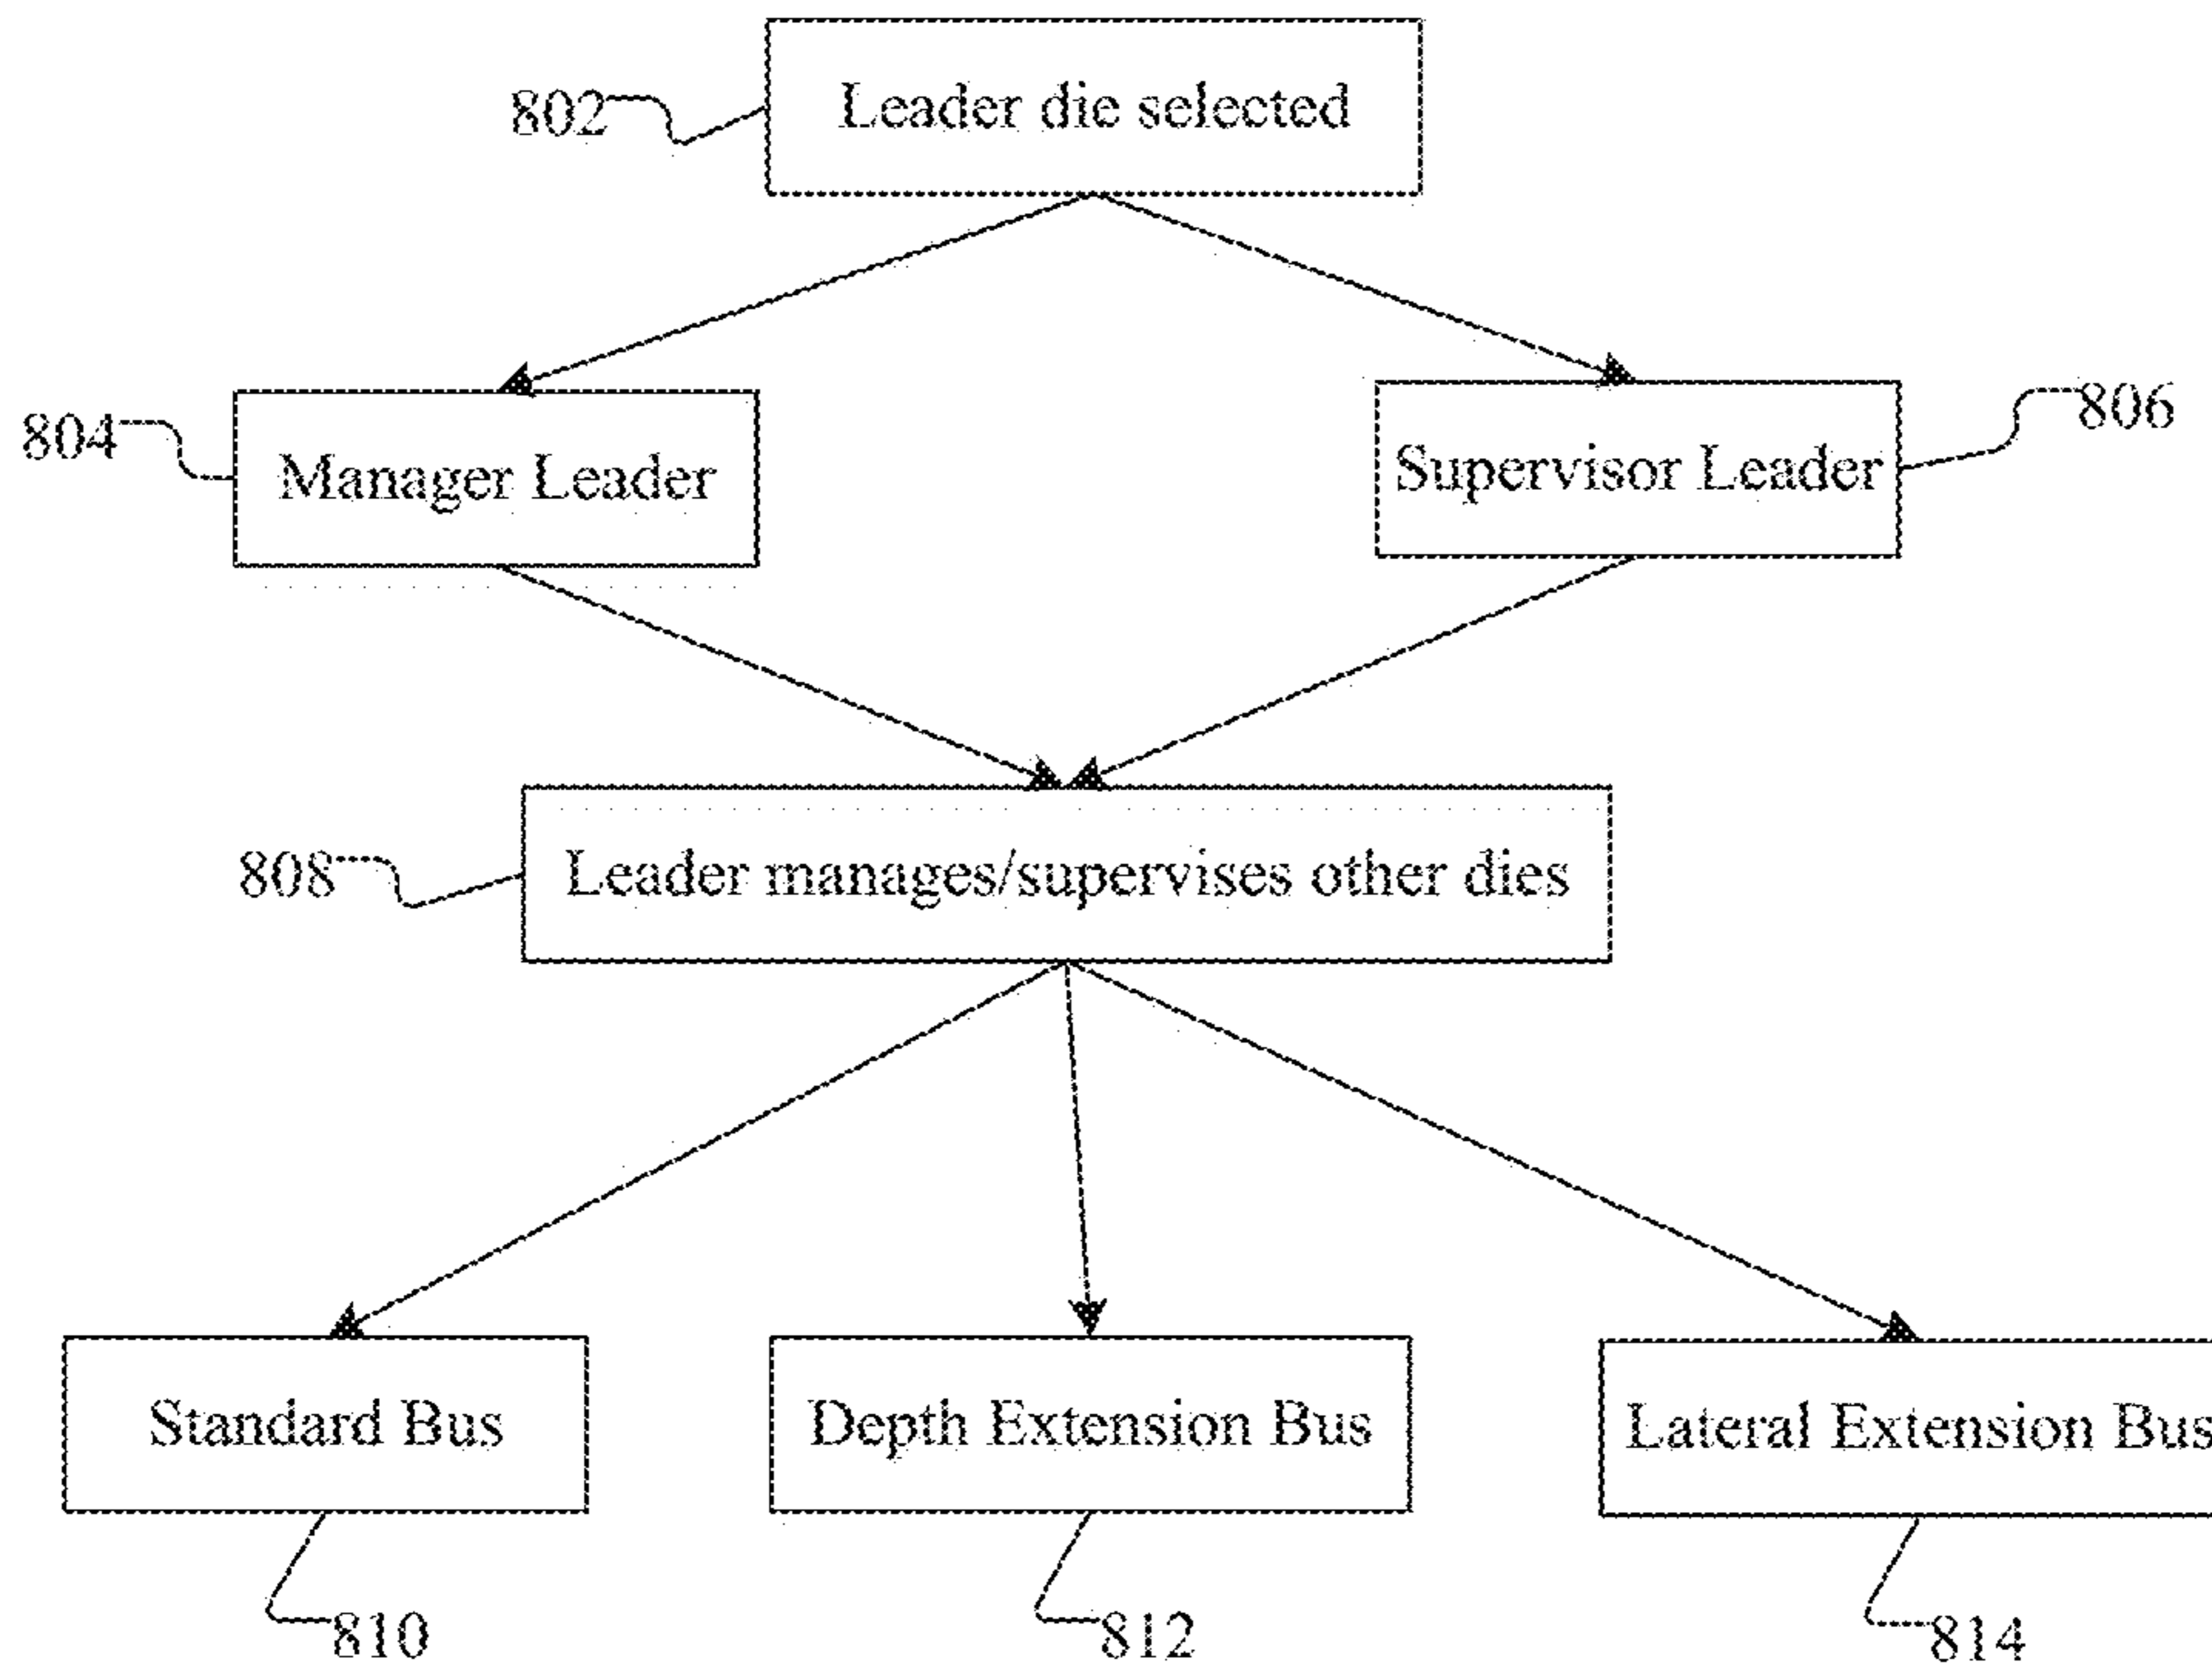 Leader die selected
802
804
Manager Leader
Supervisor Leader
806
808
Leader manages/supervises other dies
Standard Bus
Depth Extension Bus
Lateral Extension Bus
810
812
814